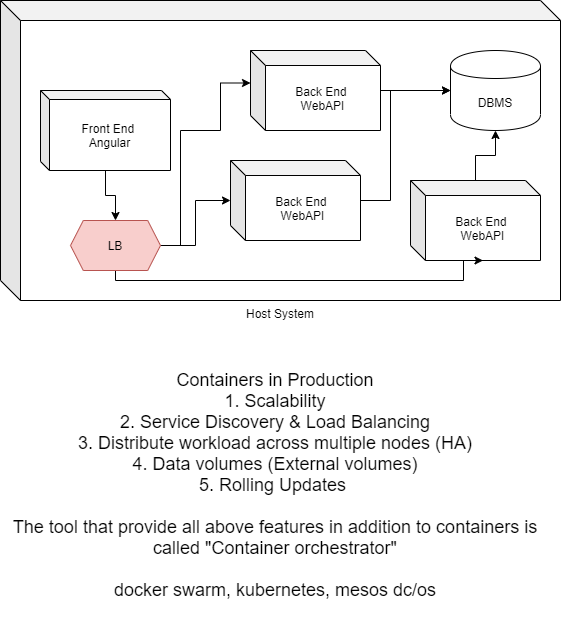 Back End
WebAPI
DBMS
Front End
Angular
Back End
WebAPI
Back End
WebAPI
LB
Host System
Containers in Production
1. Scalability
2. Service Discovery & Load Balancing
3. Distribute workload across multiple nodes (HA)
4. Data volumes (External volumes)
5. Rolling Updates
The tool that provide all above features in addition to containers is
called "Container orchestrator"
docker swarm, kubernetes, mesos dc/os